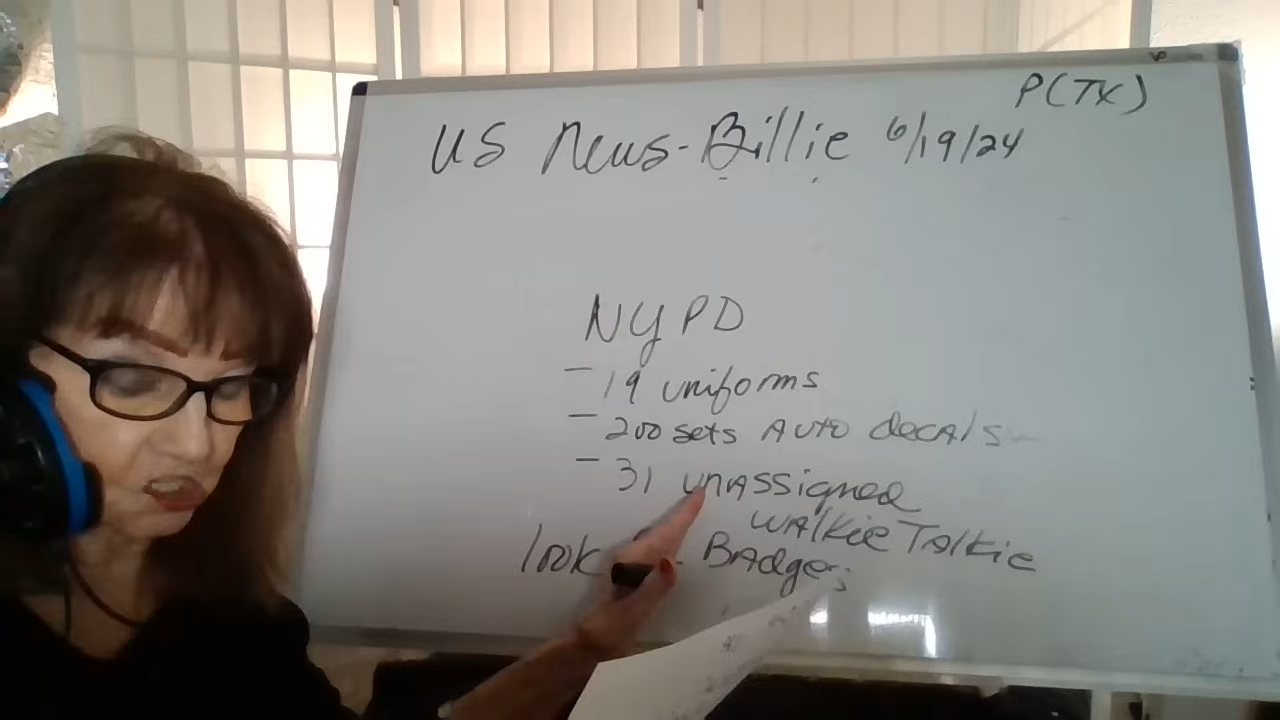 P(TX)
US News-Billie 6/19/24
NYPD
- 19 uniforms
- 200 sets Auto decals
- 31 unassigned
walkie Talkie
look Badges